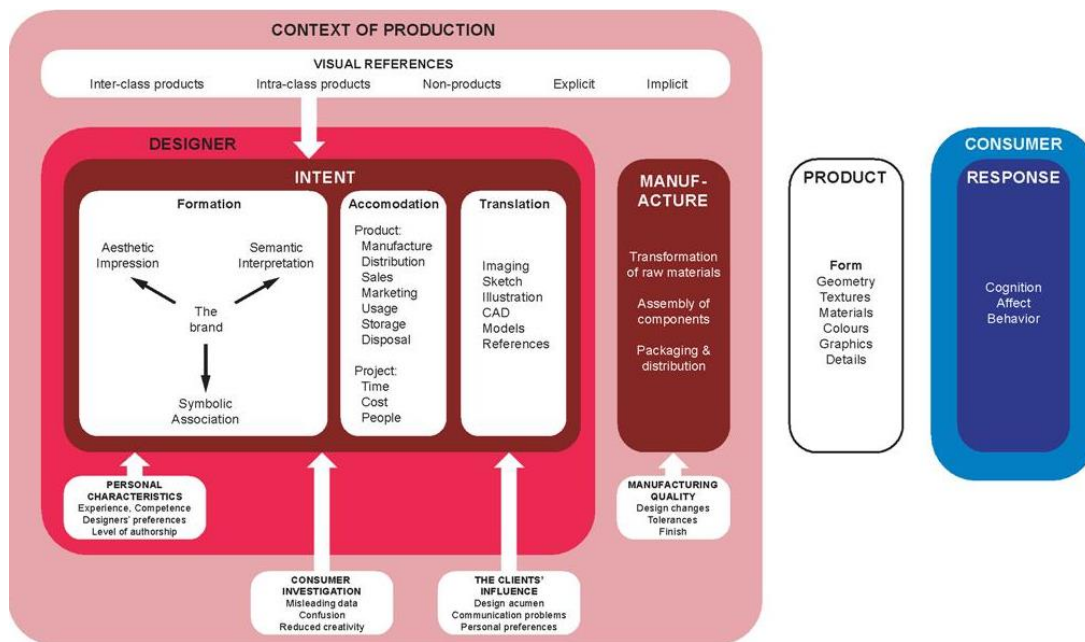 CONTEXT OF PRODUCTION
VISUAL REFERENCES
Inter-class products Intra-class products Non-products Explicit Implicit
DESIGNER
INTENT
Formation
Aesthetic
Impression
Semantic
Interpretation
The
brand
Symbolic
Association
Accomodation
Product:
Manufacture
Distribution
Sales
Marketing
Usage
Storage
Disposal
Project:
Time
Cost
People
Translation
Imaging
Sketch
Illustration
CAD
Models
References
PERSONAL
CHARACTERISTICS
Experience, Competence
Designers' preferences
Level of authorship
CONSUMER
INVESTIGATION
Misleading data
Confusion
Reduced creativity
THE CLIENTS'
INFLUENCE
Design acumen
Communication problems
Personal preferences
MANUF-
ACTURE
Transformation
of raw materials
Assembly of
components
Packaging &
distribution
MANUFACTURING
QUALITY
Design changes
Tolerances
Finish
PRODUCT
Form
Geometry
Textures
Materials
Colours
Graphics
Details
CONSUMER
RESPONSE
Cognition
Affect
Behavior